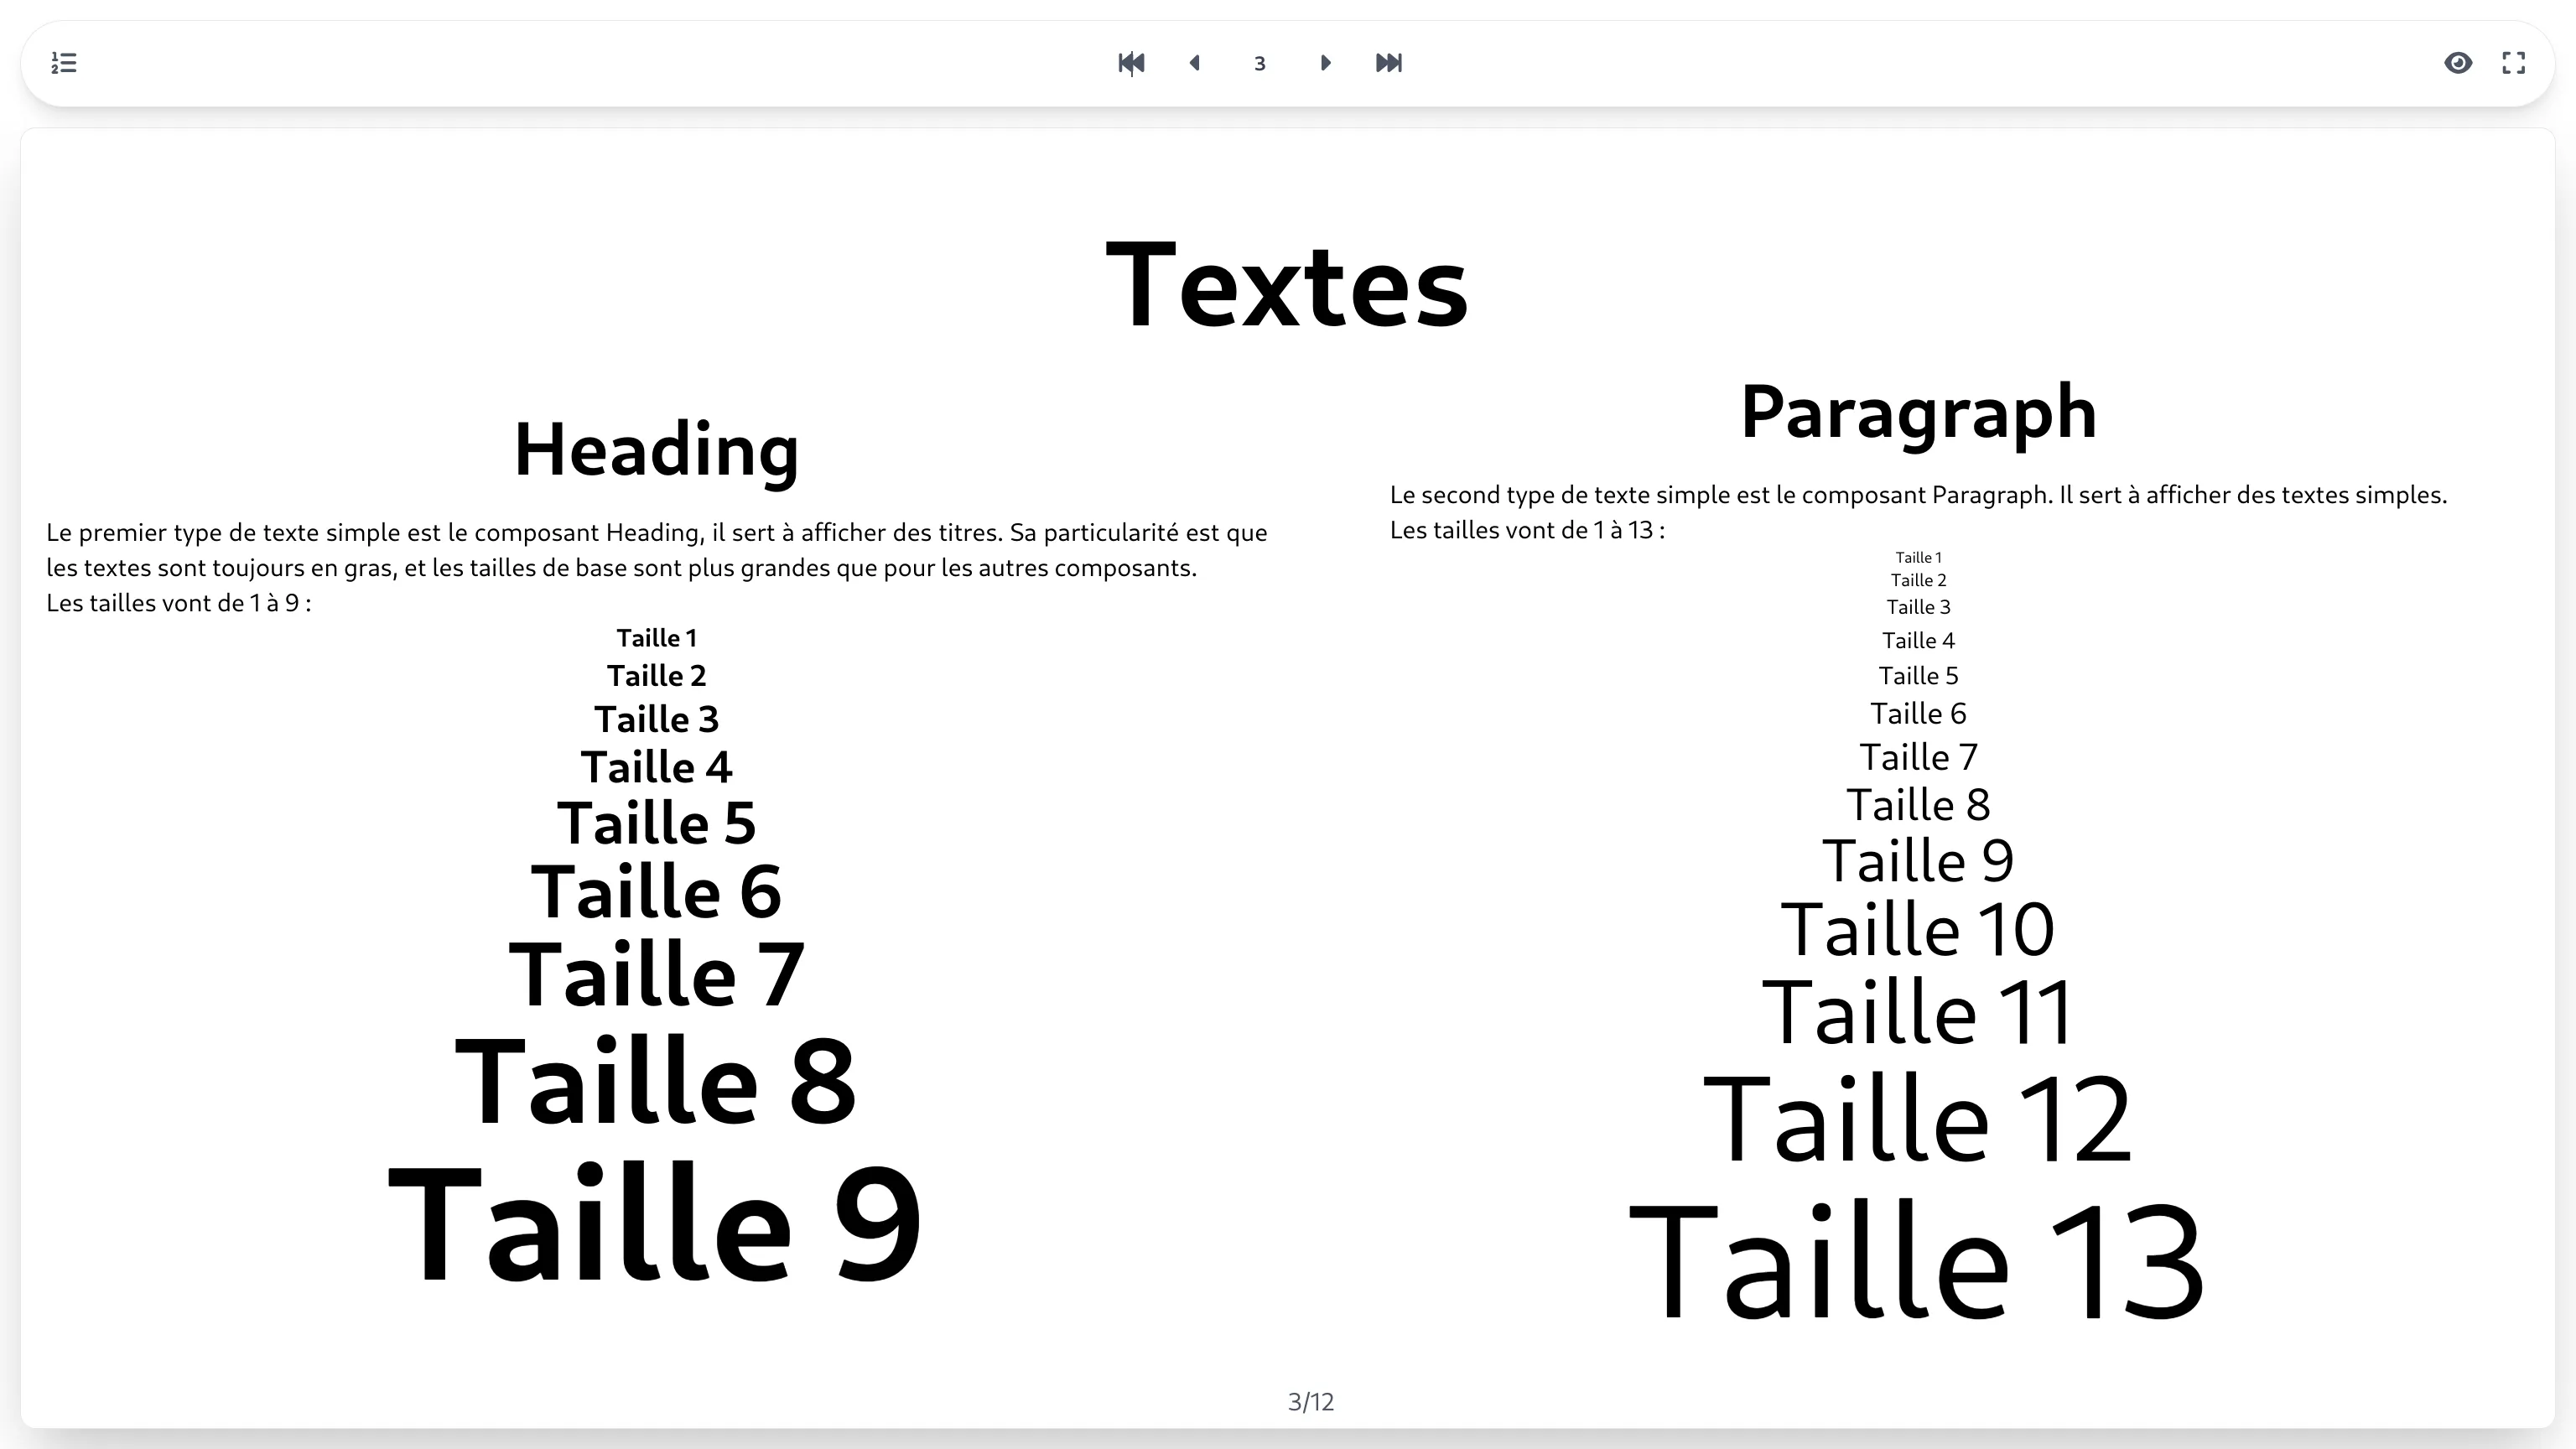 3
Textes
Heading
Le premier type de texte simple est le composant Heading, il sert à afficher des titres. Sa particularité est que
les textes sont toujours en gras, et les tailles de base sont plus grandes que pour les autres composants.
Les tailles vont de 1 à 9 :
Taille 1
Taille 2
Taille 3
Taille 4
Taille 5
Taille 6
Taille 7
Taille 8
Taille 9
Paragraph
Le second type de texte simple est le composant Paragraph. Il sert à afficher des textes simples.
Les tailles vont de 1 à 13 :
Taille 1
Taille 2
Taille 3
Taille 4
Taille 5
Taille 6
Taille 7
Taille 8
Taille 9
Taille 10
Taille 11
Taille 12
Taille 13
3/12